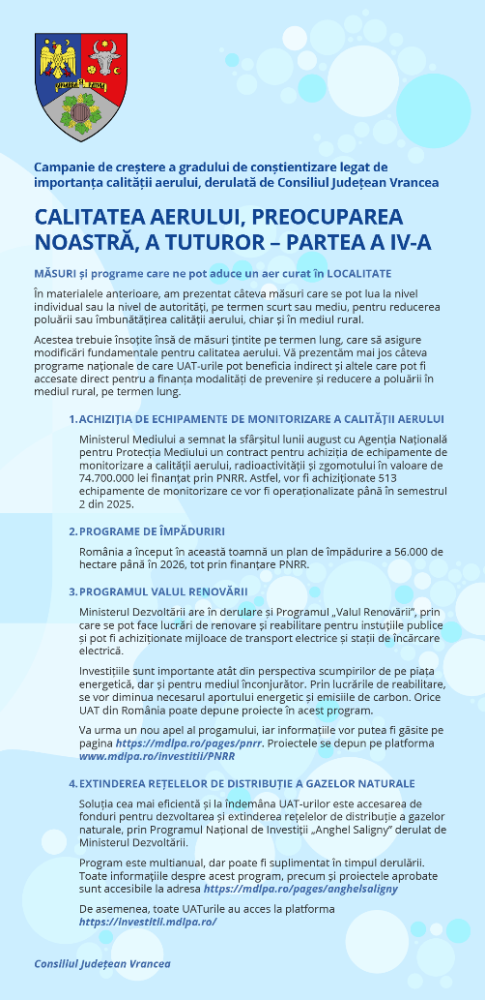 Campanie de creștere a gradului de conștientizare legat de
importanța calității aerului, derulată de Consiliul Județean Vrancea
CALITATEA AERULUI, PREOCUPAREA
NOASTRĂ, A TUTUROR – PARTEA A IV-A
MĂSURI și programe care ne pot aduce un aer curat în LOCALITATE
În materialele anterioare, am prezentat câteva măsuri care se pot lua la nivel
individual sau la nivel de autorități, pe termen scurt sau mediu, pentru reducerea
poluării sau îmbunătățirea calității aerului, chiar și în mediul rural.
Acestea trebuie însoțite însă de măsuri țintite pe termen lung, care să asigure
modificări fundamentale pentru calitatea aerului. Vă prezentăm mai jos câteva
programe naționale de care UAT-urile pot beneficia indirect și altele care pot fi
accesate direct pentru a finanța modalități de prevenire și reducere a poluării în
mediul rural, pe termen lung.
1. ACHIZIȚIA DE ECHIPAMENTE DE MONITORIZARE A CALITĂȚII AERULUI
Ministerul Mediului a semnat la sfârșitul lunii august cu Agenția Națională
pentru Protecția Mediului un contract pentru achiziția de echipamente de
monitorizare a calității aerului, radioactivității și zgomotului în valoare de
74.700.000 lei finanțat prin PNRR. Astfel, vor fi achiziționate 513
echipamente de monitorizare ce vor fi operaționalizate până în semestrul
2 din 2025.
2. PROGRAME DE ÎMPĂDURIRI
România a început în această toamnă un plan de împădurire a 56.000 de
hectare până în 2026, tot prin finanțare PNRR.
3. PROGRAMUL VALUL RENOVĂRII
Ministerul Dezvoltării are în derulare și Programul „Valul Renovării”, prin
care se pot face lucrări de renovare și reabilitare pentru instuțiile publice
și pot fi achiziționate mijloace de transport electrice și stații de încărcare
electrică.
Investițiile sunt importante atât din perspectiva scumpirilor de pe piața
energetică, dar și pentru mediul înconjurător. Prin lucrările de reabilitare,
se vor diminua necesarul aportului energetic și emisiile de carbon. Orice
UAT din România poate depune proiecte în acest program.
Va urma un nou apel al progamului, iar informațiile vor putea fi găsite pe
pagina https://mdlpa.ro/pages/pnrr. Proiectele se depun pe platforma
www.mdlpa.ro/investitii/PNRR
4. EXTINDEREA REȚELELOR DE DISTRIBUȚIE A GAZELOR NATURALE
Soluția cea mai eficientă și la îndemâna UAT-urilor este accesarea de
fonduri pentru dezvoltarea și extinderea rețelelor de distribuție a gazelor
naturale, prin Programul Național de Investiții „Anghel Saligny” derulat de
Ministerul Dezvoltării.
Program este multianual, dar poate fi suplimentat în timpul derulării.
Toate informațiile despre acest program, precum și proiectele aprobate
sunt accesibile la adresa https://mdlpa.ro/pages/anghelsaligny
De asemenea, toate UATurile au acces la platforma
https://investitii.mdlpa.ro/
Consiliul Județean Vrancea